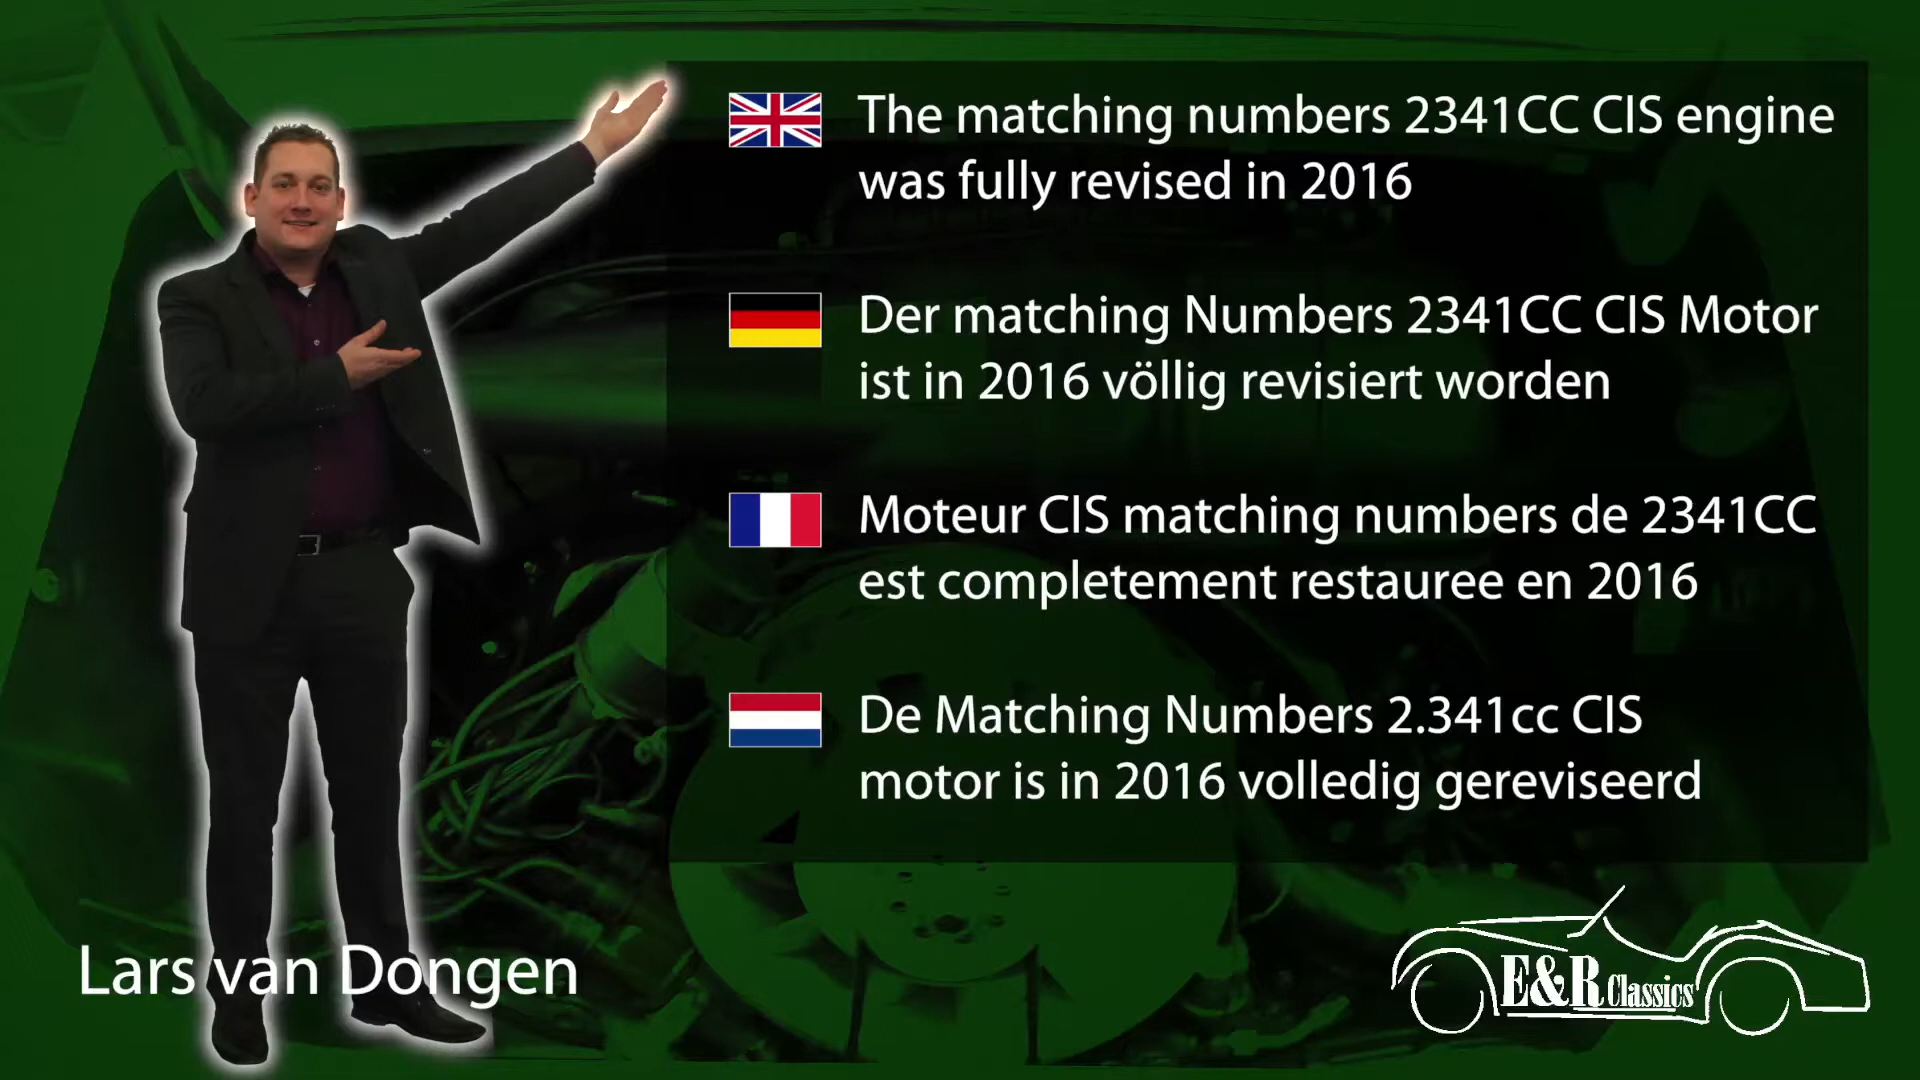 The matching numbers 2341CC CIS engine
was fully revised in 2016
Der matching Numbers 2341CC CIS Motor
ist in 2016 völlig revisiert worden
Moteur CIS matching numbers de 2341CC
est completement restauree en 2016
De Matching Numbers 2.341cc CIS
motor is in 2016 volledig gereviseerd
Lars van Dongen
E&R Classics